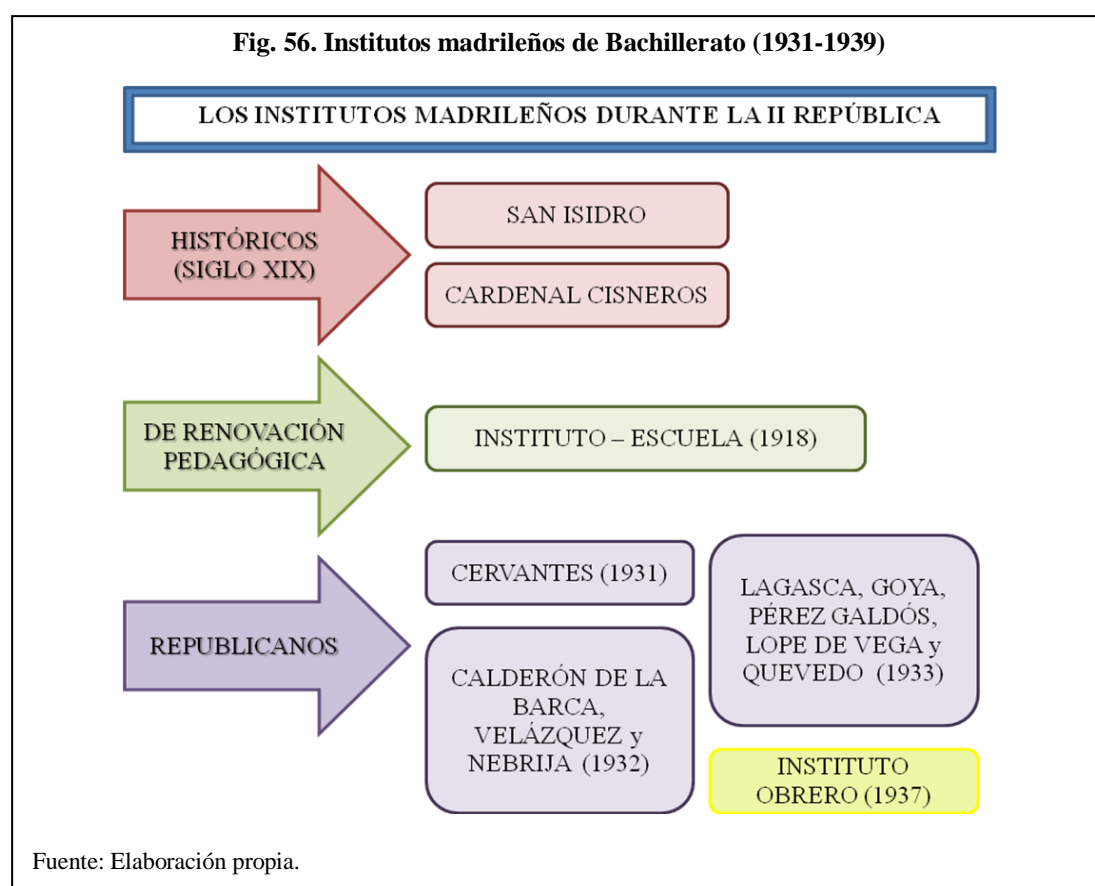 Fig. 56. Institutos madrileños de Bachillerato (1931-1939)
LOS INSTITUTOS MADRILEÑOS DURANTE LA II REPÚBLICA
HISTÓRICOS
(SIGLO XIX)
SAN ISIDRO
CARDENAL CISNEROS
DE RENOVACIÓN
PEDAGÓGICA
INSTITUTO – ESCUELA (1918)
REPUBLICANOS
CERVANTES (1931)
CALDERÓN DE LA
BARCA,
VELÁZQUEZ y
NEBRIJA (1932)
LAGASCA, GOYA,
PÉREZ GALDÓS,
LOPE DE VEGA y
QUEVEDO (1933)
INSTITUTO
OBRERO (1937)
Fuente: Elaboración propia.